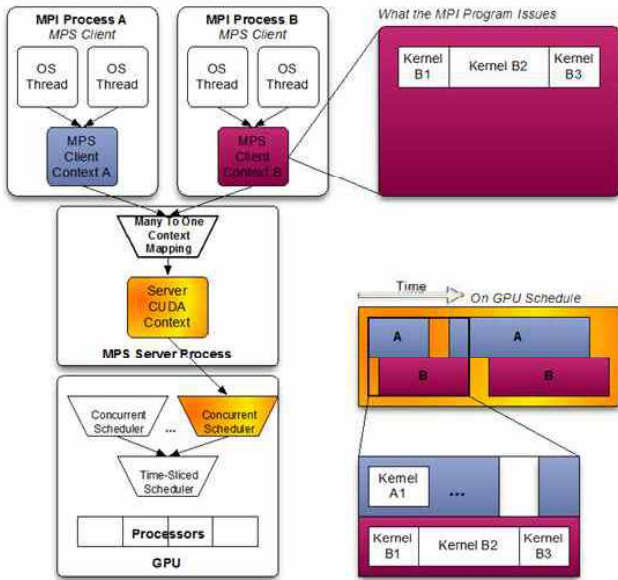 MPI Process A
MPS Client
OS
Thread
OS
Thread
MPS
Client
Context A
MPI Process B
MPS Client
OS
Thread
OS
Thread
MPS
Client
Context B
What the MPI Program Issues
Kernel
B1
Kernel B2
Kernel
B3
Many To One
Context
Mapping
Server
CUDA
Context
MPS Server Process
Concurrent
Scheduler
...
Concurrent
Scheduler
Time-Sliced
Scheduler
Processors
GPU
Time
On GPU Schedule
A
A
B
B
Kernel
A1
...
Kernel
B1
Kernel B2
Kernel
B3